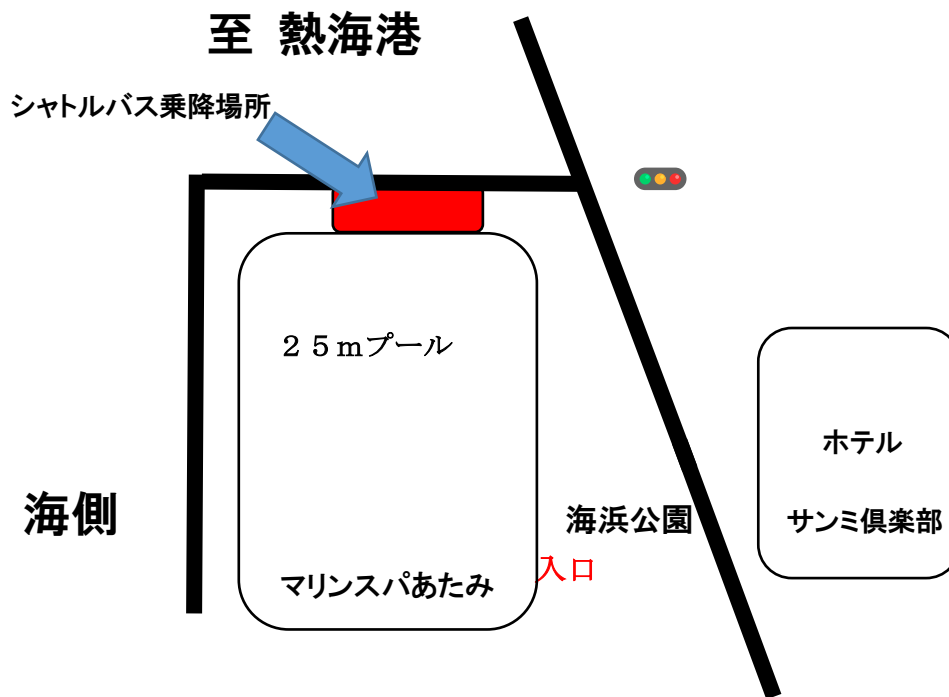 至 熱海港
シャトルバス乗降場所
２５ｍプール
ホテル
海側
海浜公園
サンミ倶楽部
入口
マリンスパあたみ